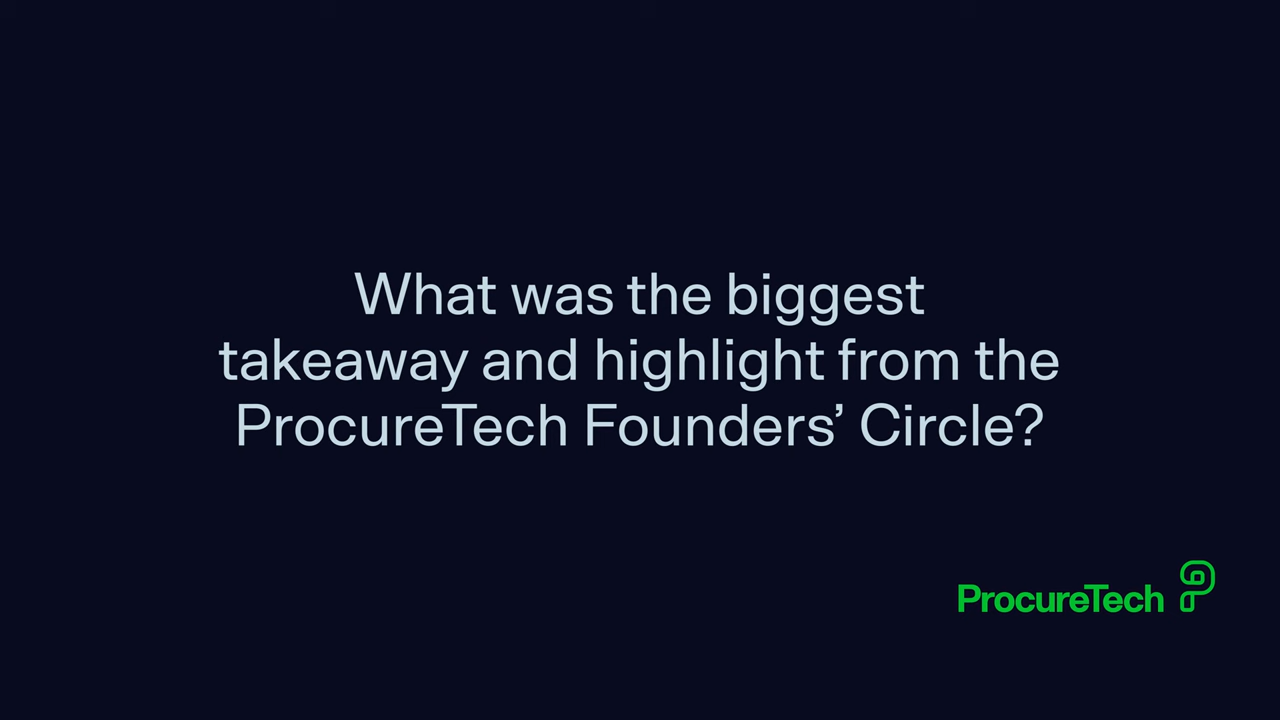 What was the biggest
takeaway and highlight from the
ProcureTech Founders’ Circle?
ProcureTech